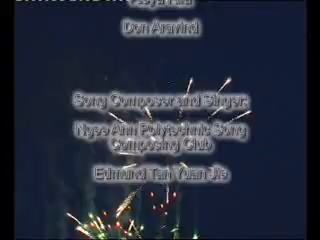 Don Aravind
Song Composer and Singer:
Ngee Ann Polytechnic Song
Composing Club
Edmund Tan Yuan Jie